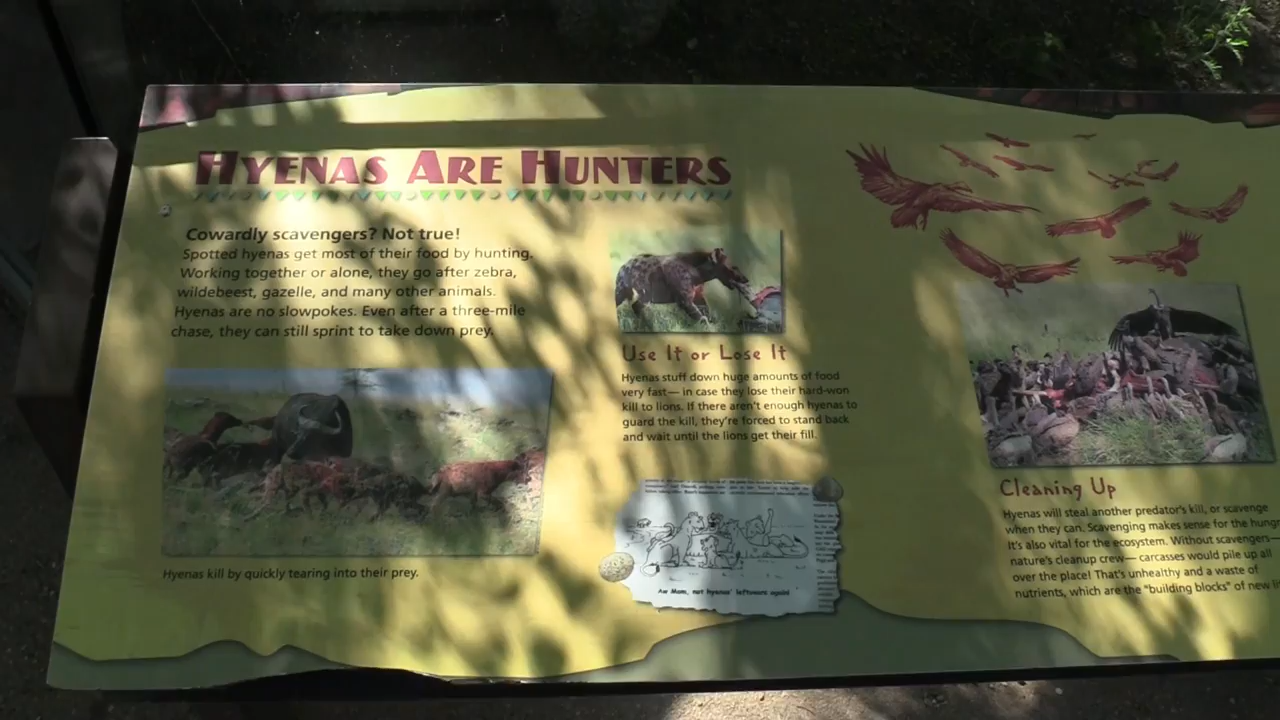 HYENAS ARE HUNTERS
Cowardly scavengers? Not true!
Spotted hyenas get most of their food by hunting.
Working together or alone, they go after zebra,
wildebeest, gazelle, and many other animals.
Hyenas are no slowpokes. Even after a three-mile
chase, they can still sprint to take down prey.
Hyenas kill by quickly tearing into their prey.
Use It or Lose It
Hyenas stuff down huge amounts of food
very fast—in case they lose their hard-won
kill to lions. If there aren't enough hyenas to
guard the kill, they're forced to stand back
and wait until the lions get their fill.
Aw Mom, not hyenas' leftovers again!
Cleaning Up
Hyenas will steal another predator's kill, or scavenge
when they can. Scavenging makes sense for the
It's also vital for the ecosystem. Without scavengers—
nature's cleanup crew—carcasses would pile up all
over the place! That's unhealthy and a waste of
nutrients, which are the "building blocks" of new